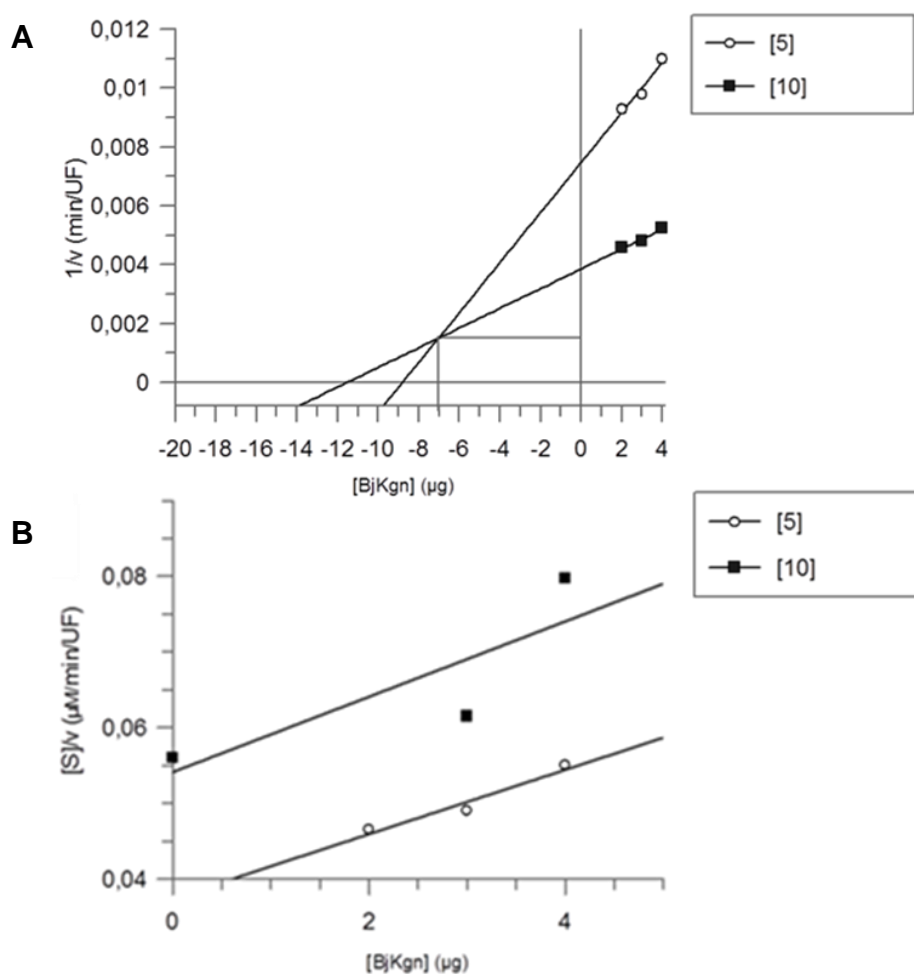 A
0,012
0,01
0,008
0,006
0,004
0,002
0
1/v (min/UF)
-20 -18 -16 -14 -12 -10 -8 -6 -4 -2 0 2 4
[BjKgn] (µg)
[5]
[10]
B
0,08
0,06
0,04
[S]/v (µM/min/UF)
0 2 4
[BjKgn] (µg)
[5]
[10]